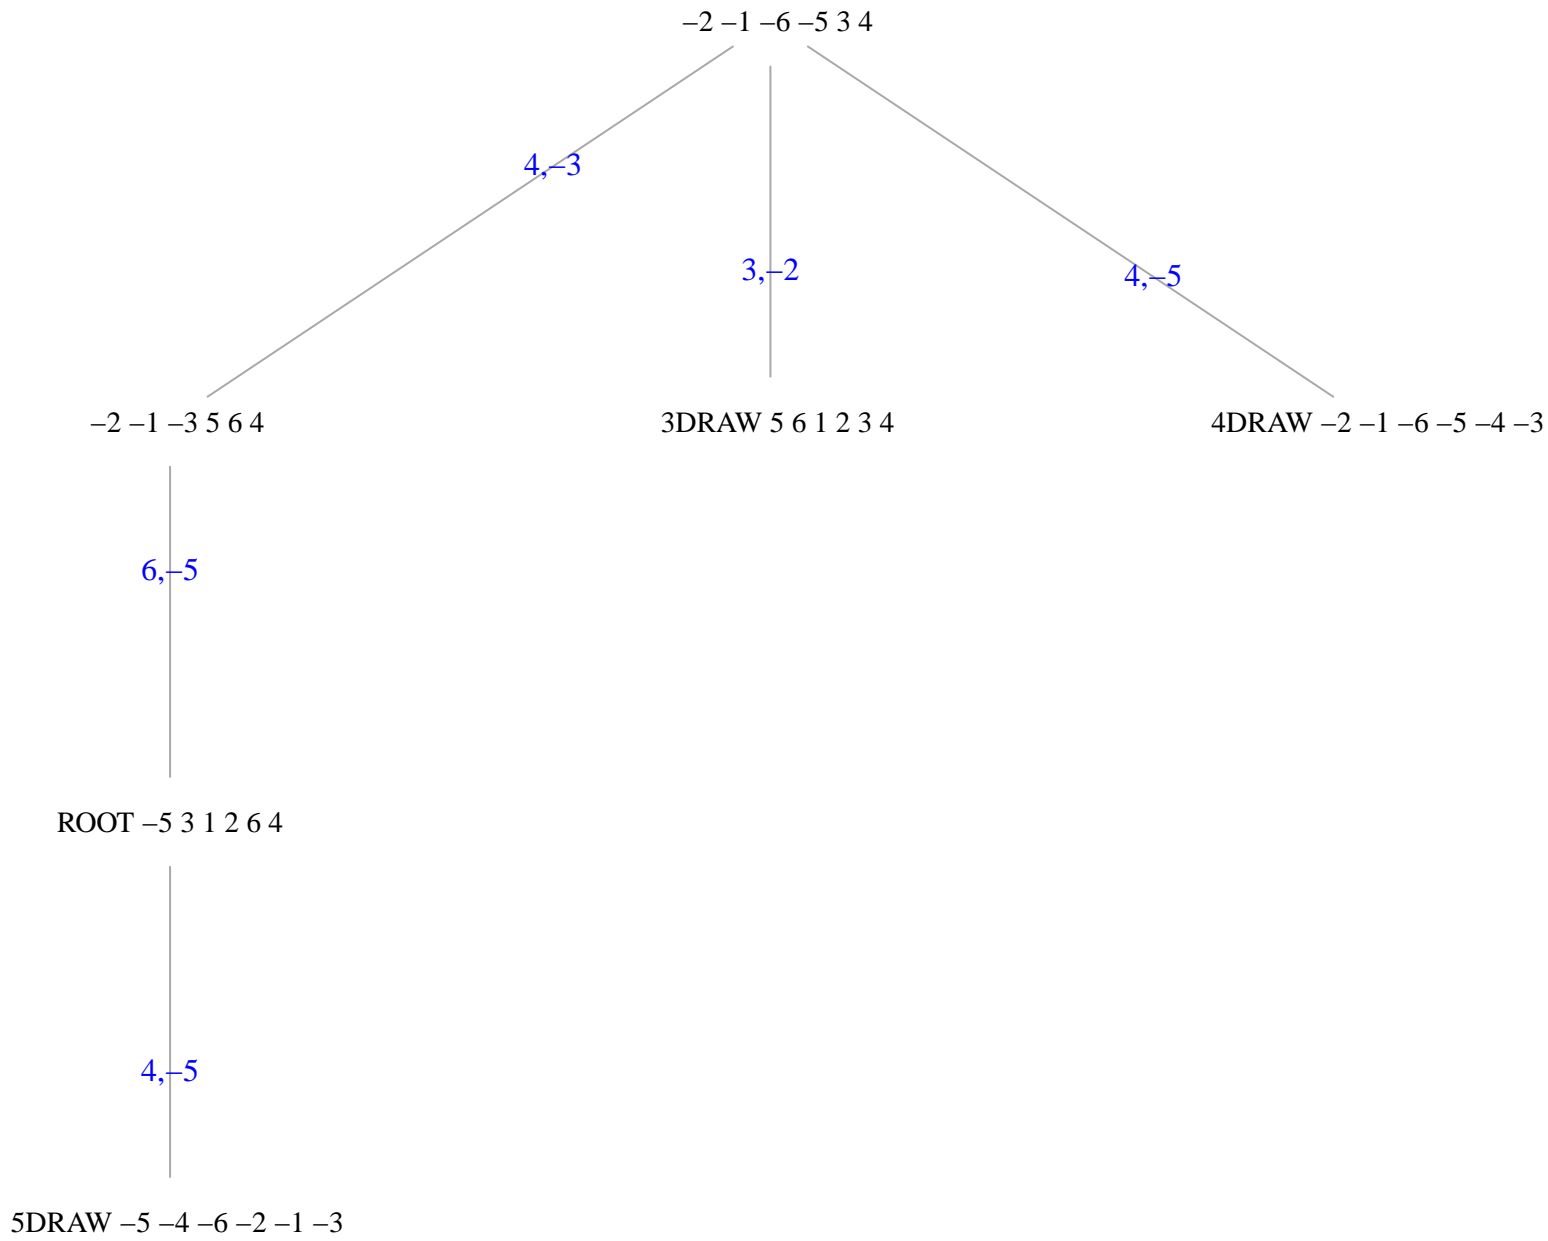 –2 –1 –6 –5 3 4
4,–3
3,–2
4,–5
–2 –1 –3 5 6 4
3DRAW 5 6 1 2 3 4
4DRAW –2 –1 –6 –5 –4 –3
6,–5
ROOT –5 3 1 2 6 4
4,–5
5DRAW –5 –4 –6 –2 –1 –3